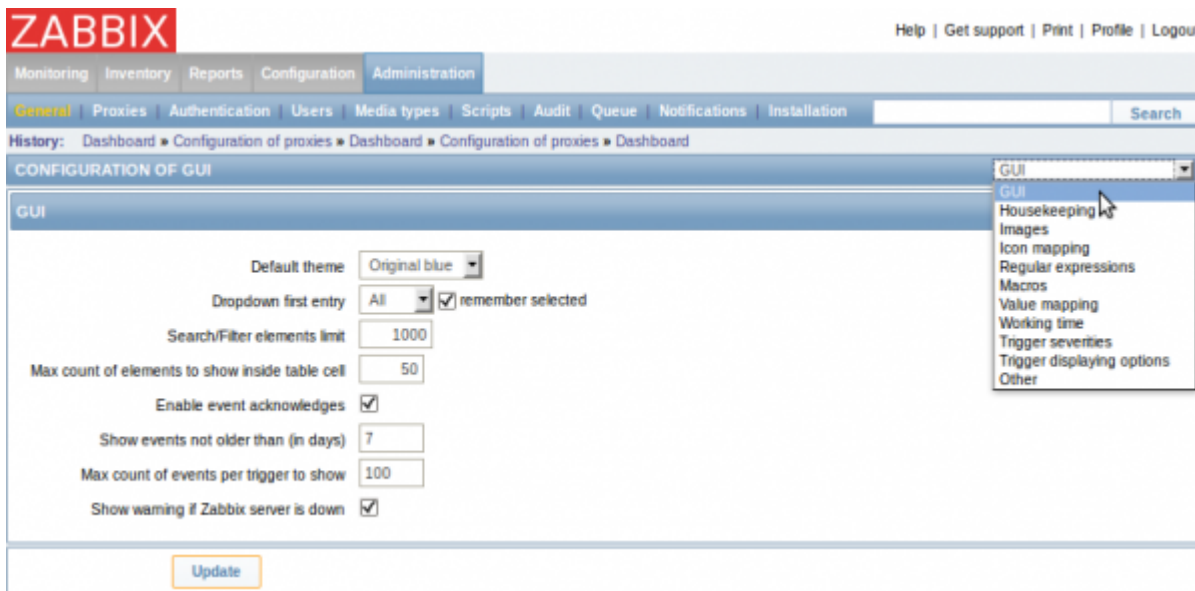 ZABBIX
Help | Get support | Print | Profile | Logou
Monitoring Inventory Reports Configuration Administration
General | Proxies | Authentication | Users | Media types | Scripts | Audit | Queue | Notifications | Installation Search
History: Dashboard » Configuration of proxies » Dashboard » Configuration of proxies » Dashboard
CONFIGURATION OF GUI GUI
GUI
GUI
Housekeeping
Images
Icon mapping
Regular expressions
Macros
Value mapping
Working time
Trigger severities
Trigger displaying options
Other
Default theme Original blue
Dropdown first entry All remember selected
Search/Filter elements limit 1000
Max count of elements to show inside table cell 50
Enable event acknowledges
Show events not older than (in days) 7
Max count of events per trigger to show 100
Show warning if Zabbix server is down
Update